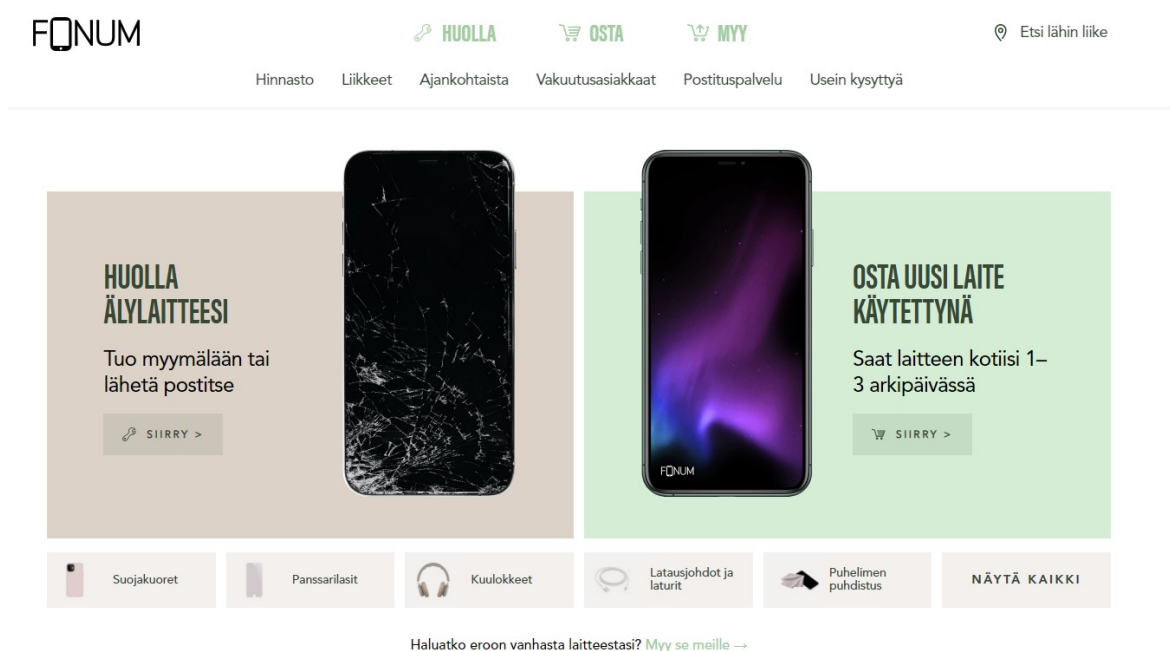 FONUM
HUOLLA
OSTA
MYY
Etsi lähin liike
Hinnasto
Liikkeet
Ajankohtaista
Vakuutusasiakkaat
Postituspalvelu
Usein kysyttyä
HUOLLA
ÄLYLAITTEESI
Tuo myymälään tai
lähetä postitse
SIIRRY >
FONUM
OSTA UUSI LAITE
KÄYTETTYNÄ
Saat laitteen kotiisi 1–
3 arkipäivässä
SIIRRY >
Suojakuoret
Panssarilasit
Kuulokkeet
Latausjohdot ja
laturit
Puhelimen
puhdistus
NÄYTÄ KAIKKI
Haluatko eroon vanhasta laitteestasi? Myy se meille →